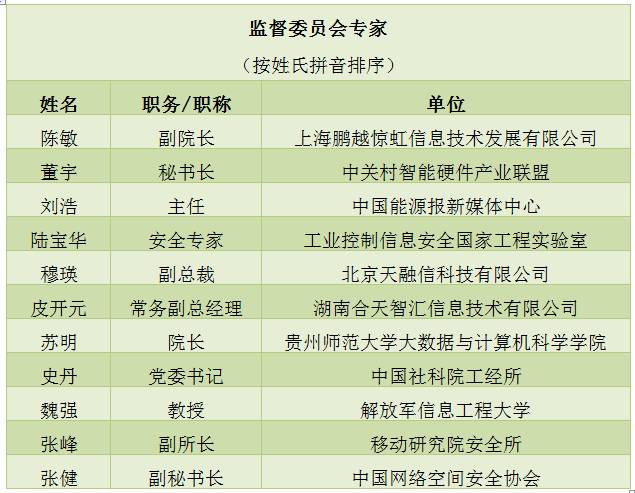 监督委员会专家
（按姓氏拼音排序）
姓名 职务/职称 单位
陈敏 副院长 上海鹏越惊虹信息技术发展有限公司
董宇 秘书长 中关村智能硬件产业联盟
刘浩 主任 中国能源报新媒体中心
陆宝华 安全专家 工业控制信息安全国家工程实验室
穆瑛 副总裁 北京天融信科技有限公司
皮开元 常务副总经理 湖南合天智汇信息技术有限公司
苏明 院长 贵州师范大学大数据与计算机科学学院
史丹 党委书记 中国社科院工经所
魏强 教授 解放军信息工程大学
张峰 副所长 移动研究院安全所
张健 副秘书长 中国网络空间安全协会